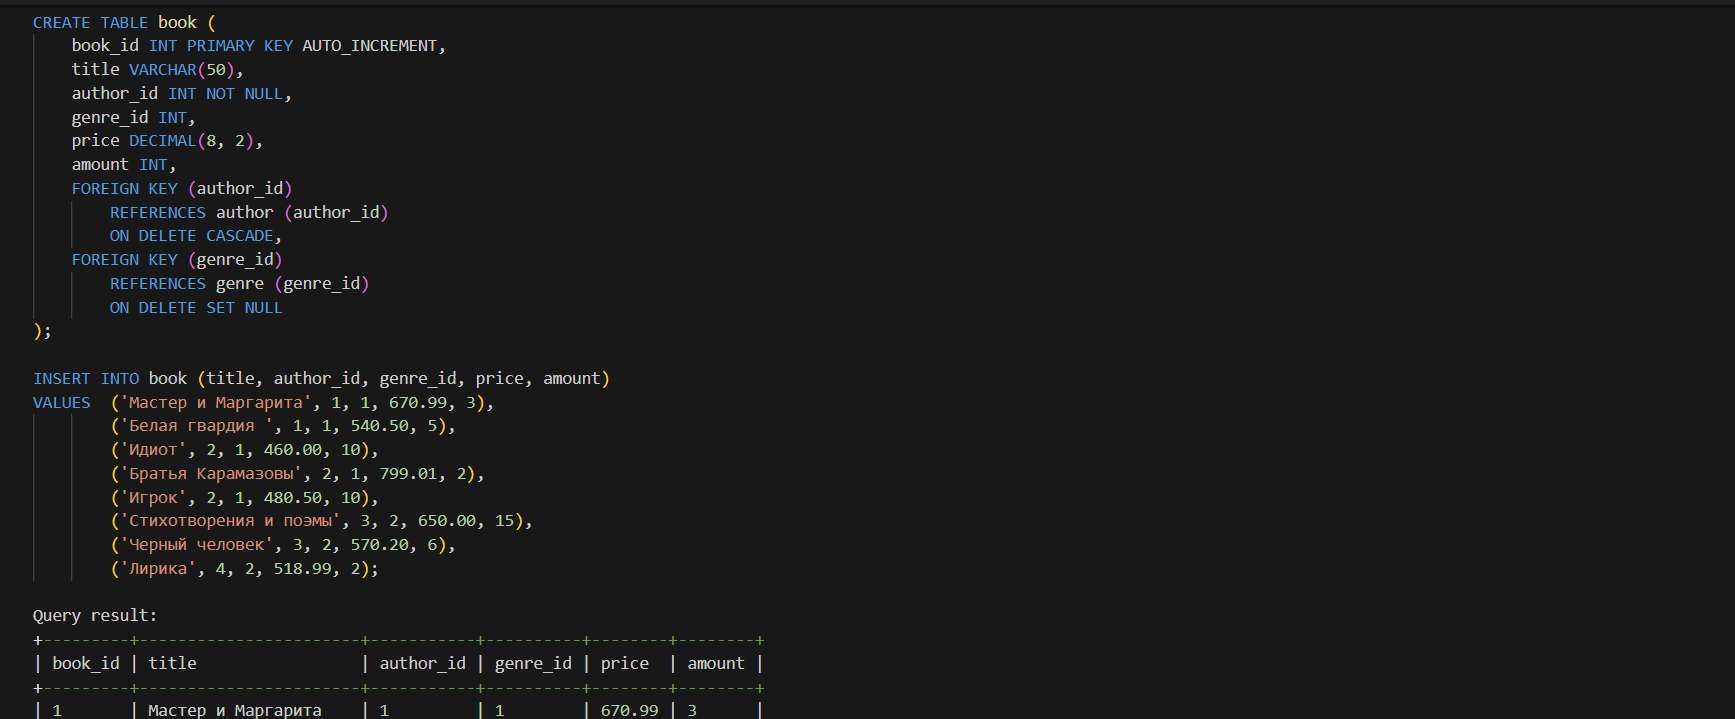 CREATE TABLE book (
    book_id INT PRIMARY KEY AUTO_INCREMENT,
    title VARCHAR(50),
    author_id INT NOT NULL,
    genre_id INT,
    price DECIMAL(8, 2),
    amount INT,
    FOREIGN KEY (author_id)
        REFERENCES author (author_id)
        ON DELETE CASCADE,
    FOREIGN KEY (genre_id)
        REFERENCES genre (genre_id)
        ON DELETE SET NULL
);
INSERT INTO book (title, author_id, genre_id, price, amount)
VALUES  ('Мастер и Маргарита', 1, 1, 670.99, 3),
        ('Белая гвардия ', 1, 1, 540.50, 5),
        ('Идиот', 2, 1, 460.00, 10),
        ('Братья Карамазовы', 2, 1, 799.01, 2),
        ('Игрок', 2, 1, 480.50, 10),
        ('Стихотворения и поэмы', 3, 2, 650.00, 15),
        ('Черный человек', 3, 2, 570.20, 6),
        ('Лирика', 4, 2, 518.99, 2);
Query result:
+---------+-----------------------+-----------+----------+--------+--------+
| book_id | title                 | author_id | genre_id | price  | amount |
+---------+-----------------------+-----------+----------+--------+--------+
| 1       | Мастер и Маргарита    | 1         | 1        | 670.99 | 3      |